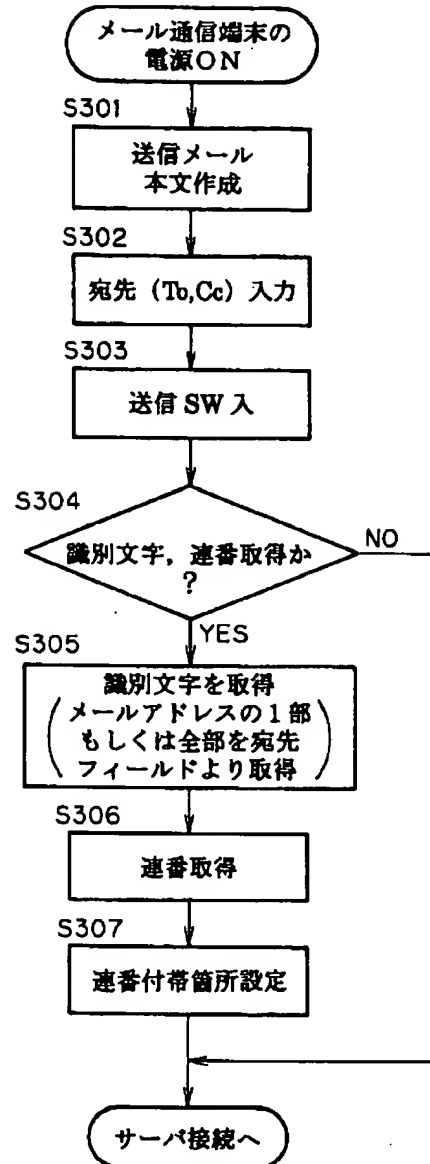 メール通信端末の
電源ON
S301
送信メール
本文作成
S302
宛先（To,Cc）入力
S303
送信SW入
S304
識別文字，連番取得か
?
NO
YES
S305
識別文字を取得
（メールアドレスの1部
もしくは全部を宛先
フィールドより取得）
S306
連番取得
S307
連番付帯箇所設定
サーバ接続へ